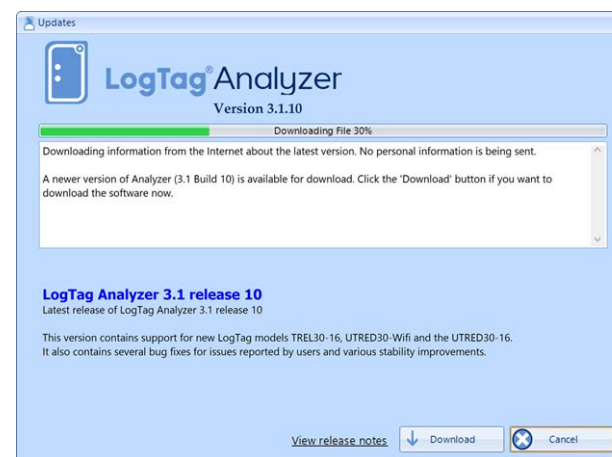 Updates
LogTag® Analyzer
Version 3.1.10
Downloading File 30%
Downloading information from the Internet about the latest version. No personal information is being sent.
A newer version of Analyzer (3.1 Build 10) is available for download. Click the 'Download' button if you want to
download the software now.
LogTag Analyzer 3.1 release 10
Latest release of LogTag Analyzer 3.1 release 10
This version contains support for new LogTag models TREL30-16, UTRED30-Wifi and the UTRED30-16.
It also contains several bug fixes for issues reported by users and various stability improvements.
View release notes
Download
Cancel